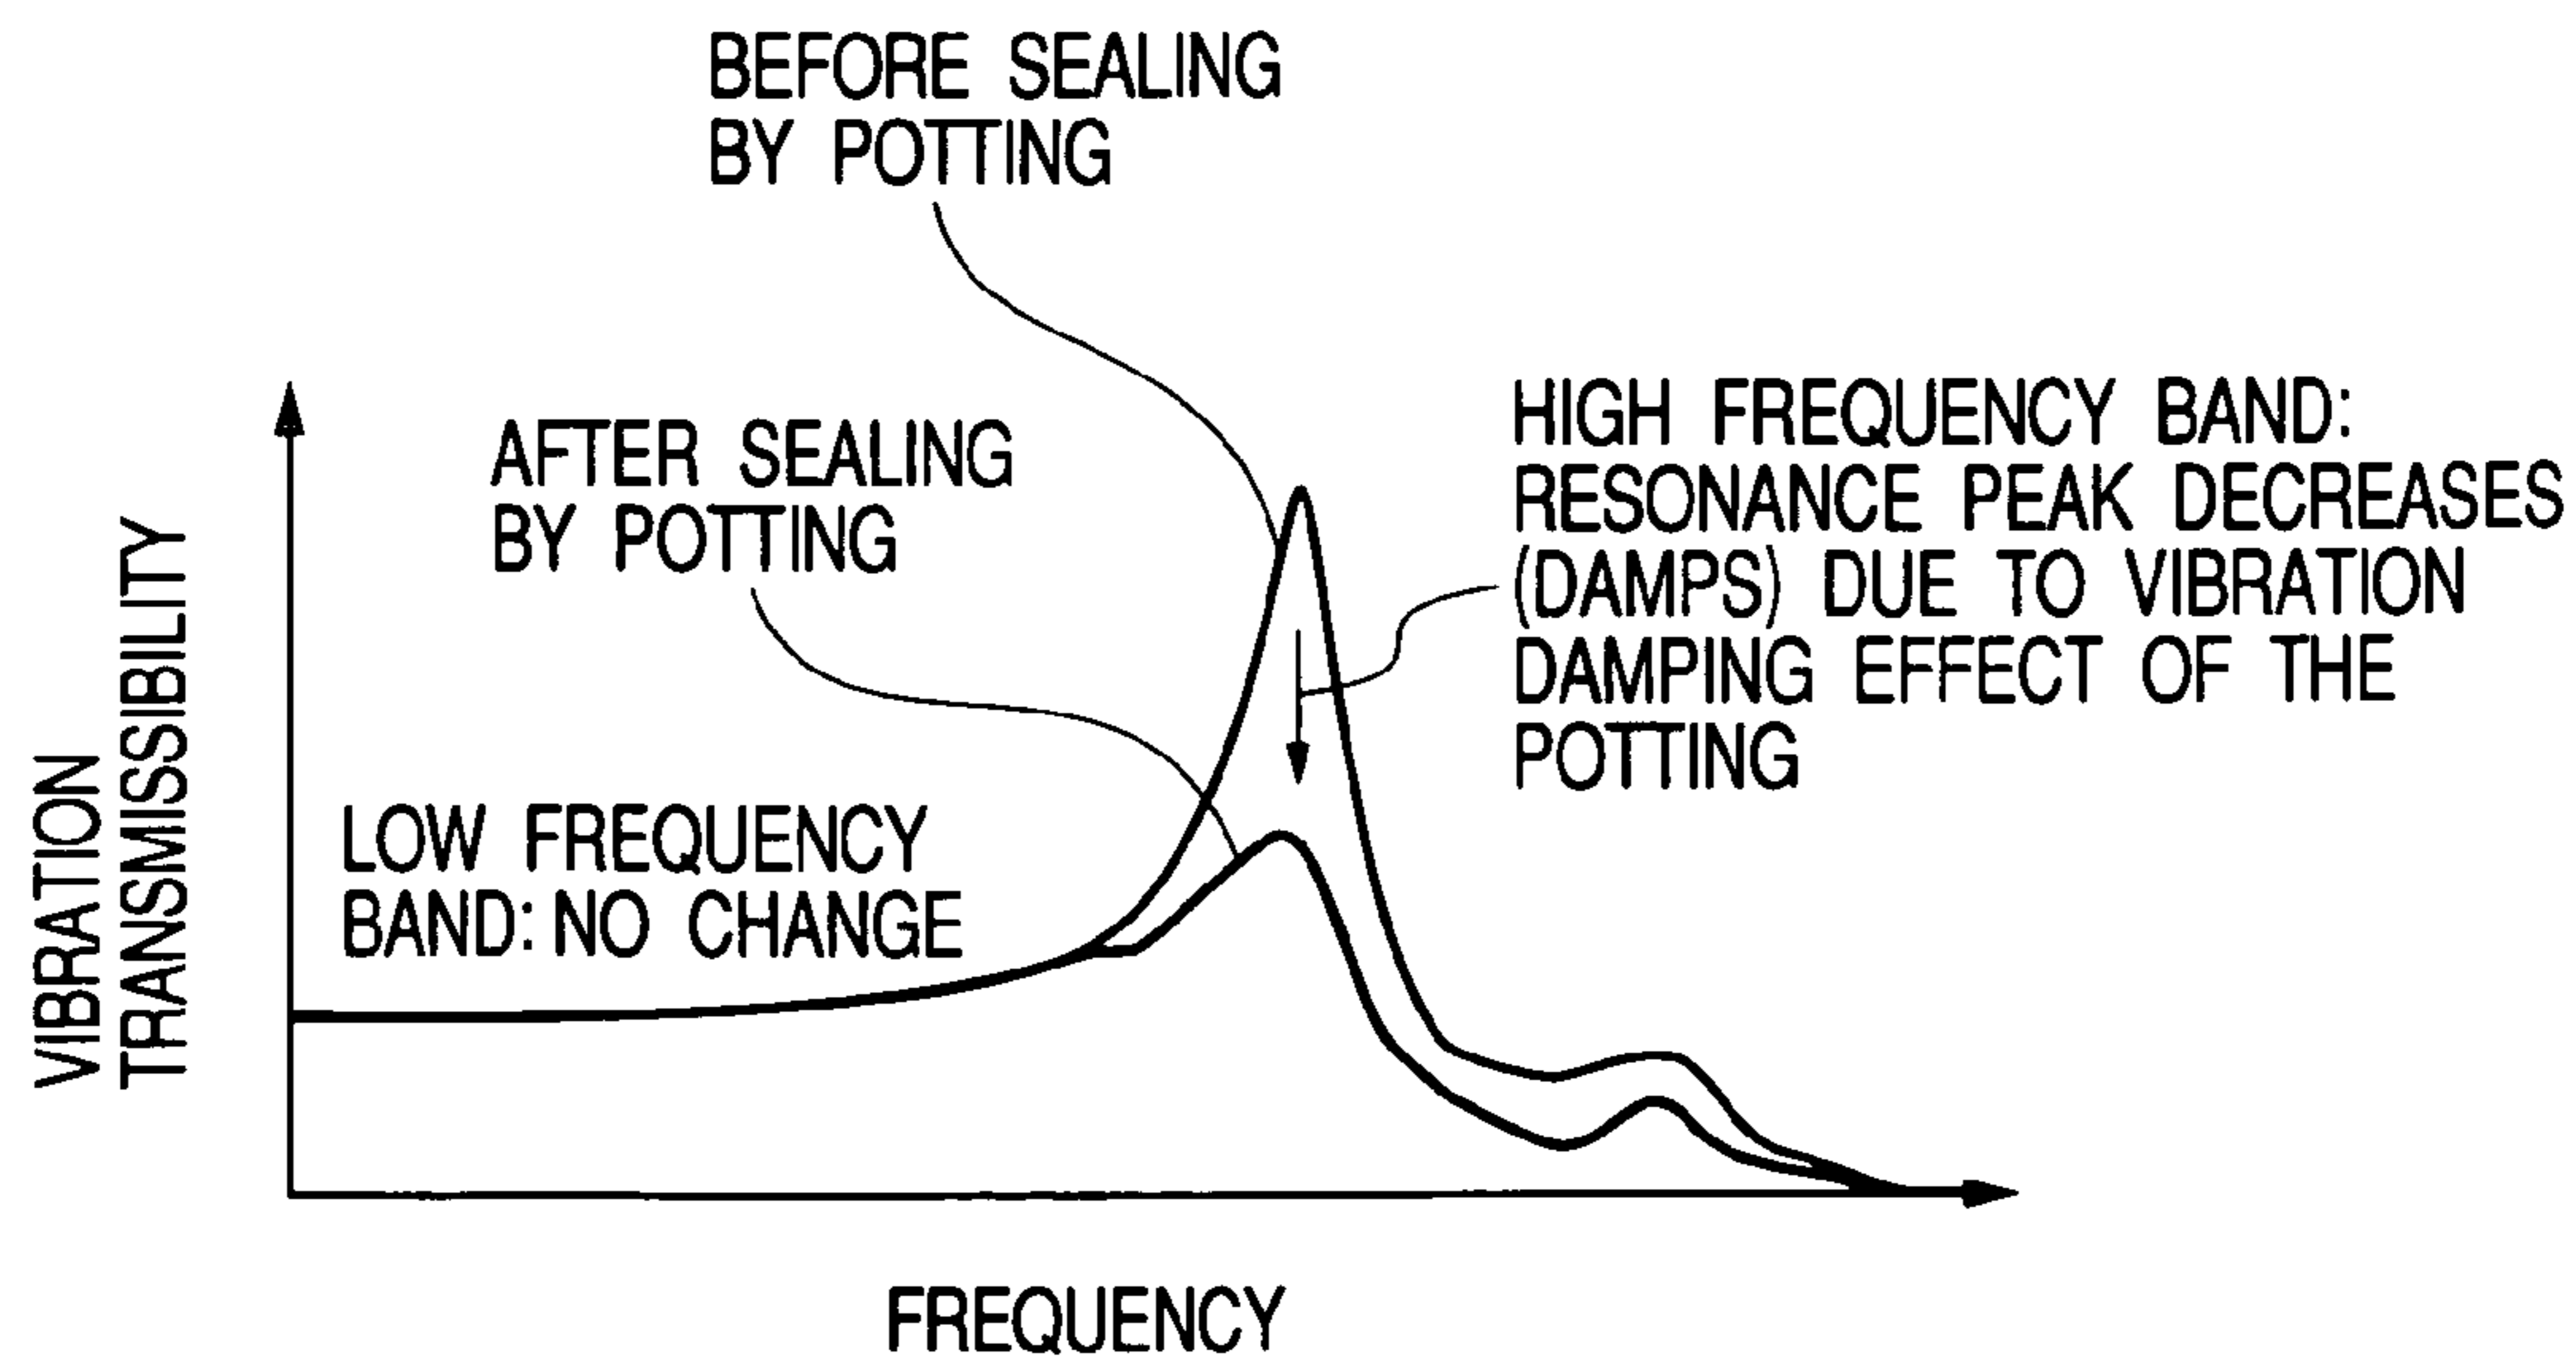 BEFORE SEALING
BY POTTING
AFTER SEALING
BY POTTING
HIGH FREQUENCY BAND:
RESONANCE PEAK DECREASES
(DAMPS) DUE TO VIBRATION
DAMPING EFFECT OF THE
POTTING
LOW FREQUENCY
BAND: NO CHANGE
VIBRATION
TRANSMISSIBILITY
FREQUENCY